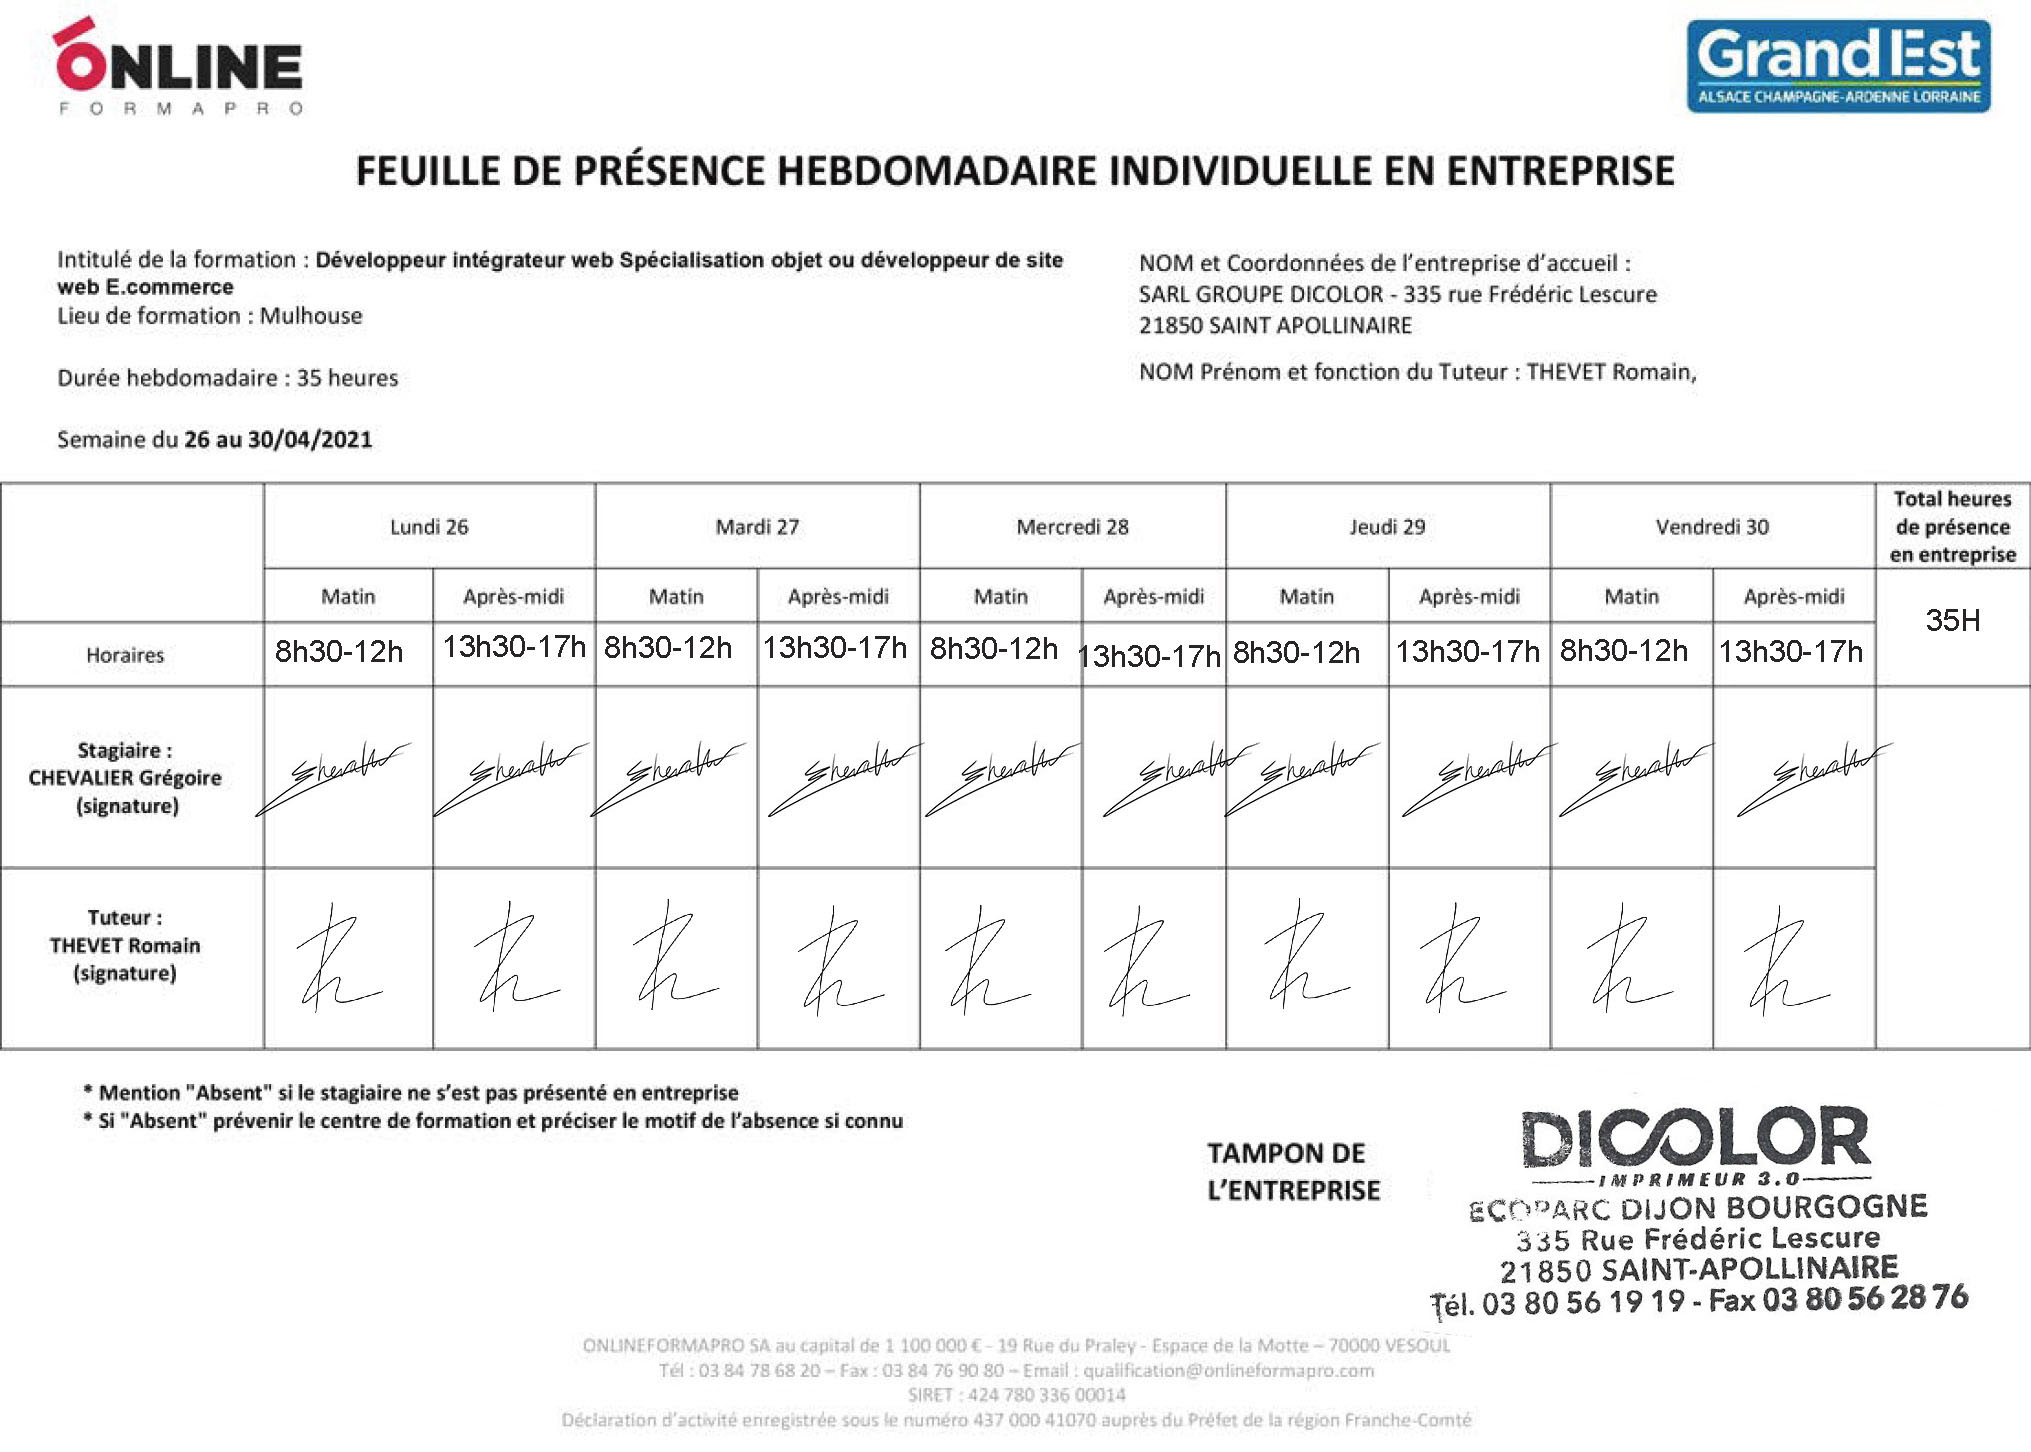 ONLINE
FORMAPRO
Grand Est
ALSACE CHAMPAGNE-ARDENNE LORRAINE
FEUILLE DE PRÉSENCE HEBDOMADAIRE INDIVIDUELLE EN ENTREPRISE
Intitulé de la formation : Développeur intégrateur web Spécialisation objet ou développeur de site
web E.commerce
Lieu de formation : Mulhouse
Durée hebdomadaire : 35 heures
Semaine du 26 au 30/04/2021
NOM et Coordonnées de l'entreprise d'accueil :
SARL GROUPE DICOLOR - 335 rue Frédéric Lescure
21850 SAINT APOLLINAIRE
NOM Prénom et fonction du Tuteur : THEVET Romain,
Lundi 26 Mardi 27 Mercredi 28 Jeudi 29 Vendredi 30
Total heures
de présence
en entreprise
Matin Après-midi Matin Après-midi Matin Après-midi Matin Après-midi Matin Après-midi
35H
Horaires 8h30-12h 13h30-17h 8h30-12h 13h30-17h 8h30-12h 13h30-17h 8h30-12h 13h30-17h 8h30-12h 13h30-17h
Stagiaire :
CHEVALIER Grégoire
(signature)
Tuteur :
THEVET Romain
(signature)
* Mention "Absent" si le stagiaire ne s'est pas présenté en entreprise
* Si "Absent" prévenir le centre de formation et préciser le motif de l'absence si connu
TAMPON DE
L'ENTREPRISE
DICOLOR
IMPRIMEUR 3.0
ECOPARC DIJON BOURGOGNE
335 Rue Frédéric Lescure
21850 SAINT-APOLLINAIRE
Tél. 03 80 56 19 19 - Fax 03 80 56 28 76
ONLINEFORMAPRO SA au capital de 1 100 000 € - 19 Rue du Praley - Espace de la Motte – 70000 VESOUL
Tél : 03 84 78 68 20 – Fax : 03 84 76 90 80 – Email : qualification@onlineformapro.com
SIRET : 424 780 336 00014
Déclaration d'activité enregistrée sous le numéro 437 000 41070 auprès du Préfet de la région Franche-Comté